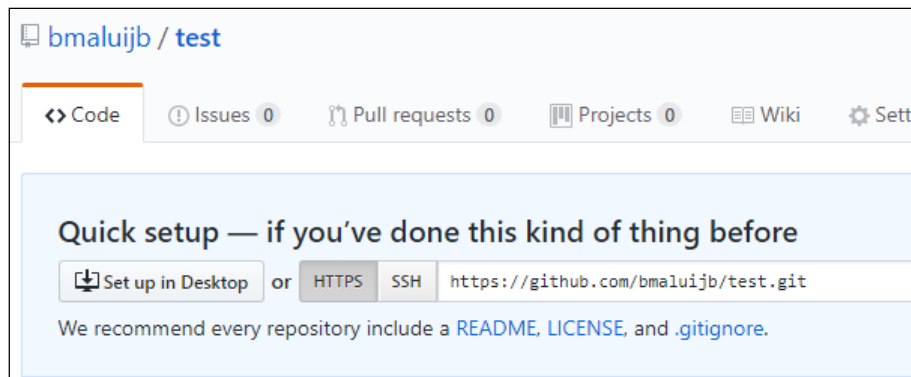 bmaluijb / test
Code Issues 0 Pull requests 0 Projects 0 Wiki Sett
Quick setup — if you've done this kind of thing before
Set up in Desktop or HTTPS SSH https://github.com/bmaluijb/test.git
We recommend every repository include a README, LICENSE, and .gitignore.